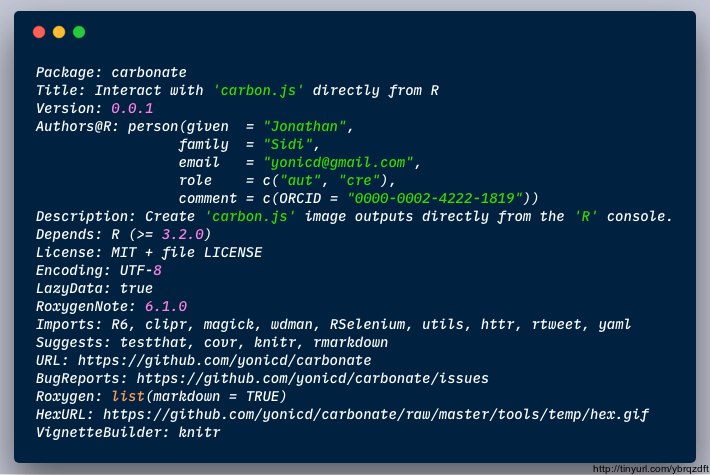 Package: carbonate
Title: Interact with 'carbon.js' directly from R
Version: 0.0.1
Authors@R: person(given  = "Jonathan",
                 family  = "Sidi",
                 email   = "yonicd@gmail.com",
                 role    = c("aut", "cre"),
                 comment = c(ORCID = "0000-0002-4222-1819"))
Description: Create 'carbon.js' image outputs directly from the 'R' console.
Depends: R (>= 3.2.0)
License: MIT + file LICENSE
Encoding: UTF-8
LazyData: true
RoxygenNote: 6.1.0
Imports: R6, clipr, magick, wdman, RSelenium, utils, httr, rtweet, yaml
Suggests: testthat, covr, knitr, rmarkdown
URL: https://github.com/yonicd/carbonate
BugReports: https://github.com/yonicd/carbonate/issues
Roxygen: list(markdown = TRUE)
HexURL: https://github.com/yonicd/carbonate/raw/master/tools/temp/hex.gif
VignetteBuilder: knitr
http://tinyurl.com/ybrqzdft